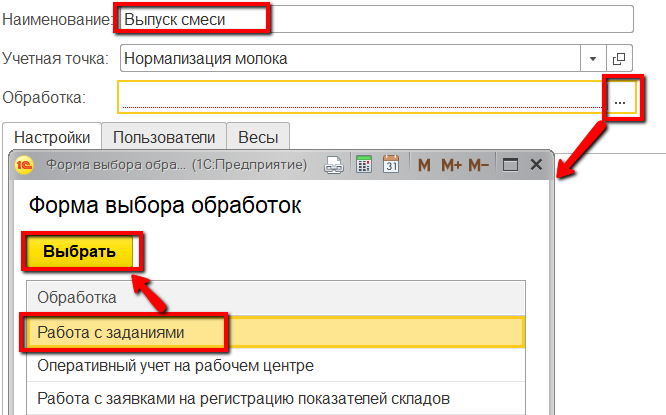 Наименование: Выпуск смеси
Учетная точка: Нормализация молока
Обработка: ...
Настройки Пользователи Весы
1С Форма выбора обра... (1С:Предприятие) 31 M M+ M-
Форма выбора обработок
Выбрать
Обработка
Работа с заданиями
Оперативный учет на рабочем центре
Работа с заявками на регистрацию показателей складов